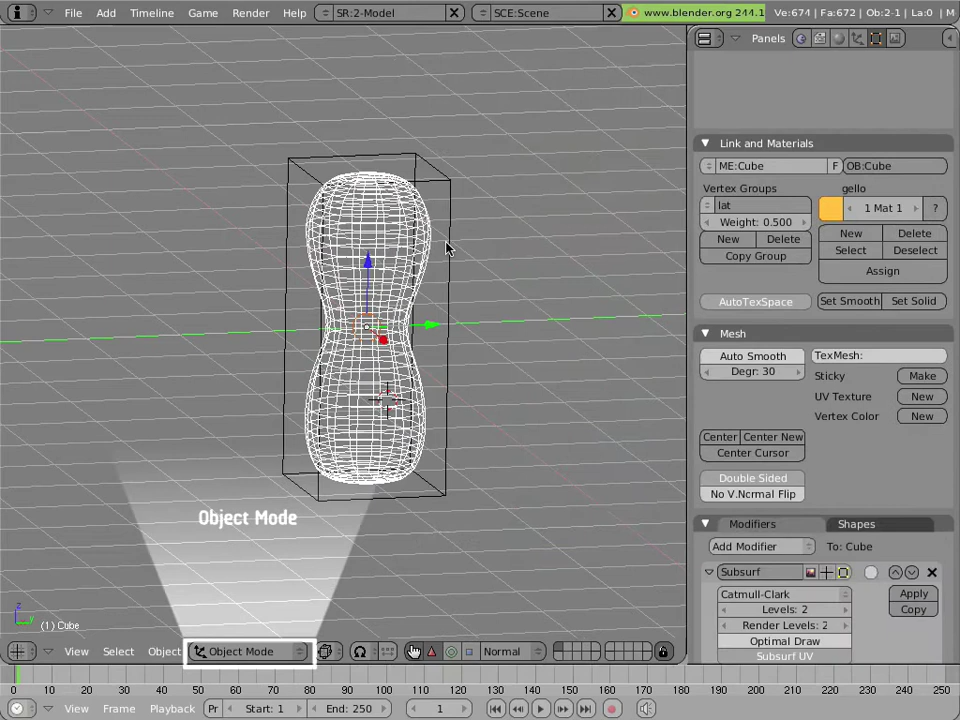 File Add Timeline Game Render Help SR:2-Model SCE:Scene www.blender.org 244.1 Ve:674 | Fa:672 | Ob:2-1 | La:0 | M
Panels
Link and Materials
ME:Cube F OB:Cube
Vertex Groups gello
lat 1 Mat 1 ?
Weight: 0.500
New Delete New Delete
Copy Group Select Deselect
Assign
AutoTexSpace Set Smooth Set Solid
Mesh
Auto Smooth TexMesh:
Degr: 30 Sticky Make
UV Texture New
Vertex Color New
Center Center New
Center Cursor
Double Sided
No V.Normal Flip
Modifiers Shapes
Add Modifier To: Cube
Subsurf
Catmull-Clark Apply
Levels: 2 Copy
Render Levels: 2
Optimal Draw
Subsurf UV
Object Mode
z
y
(1) Cube
View Select Object Object Mode Normal
0 10 20 30 40 50 60 70 80 90 100 110 120 130 140 150 160 170 180 190 200 210 220 230 240 250
View Frame Playback Pr Start: 1 End: 250 1